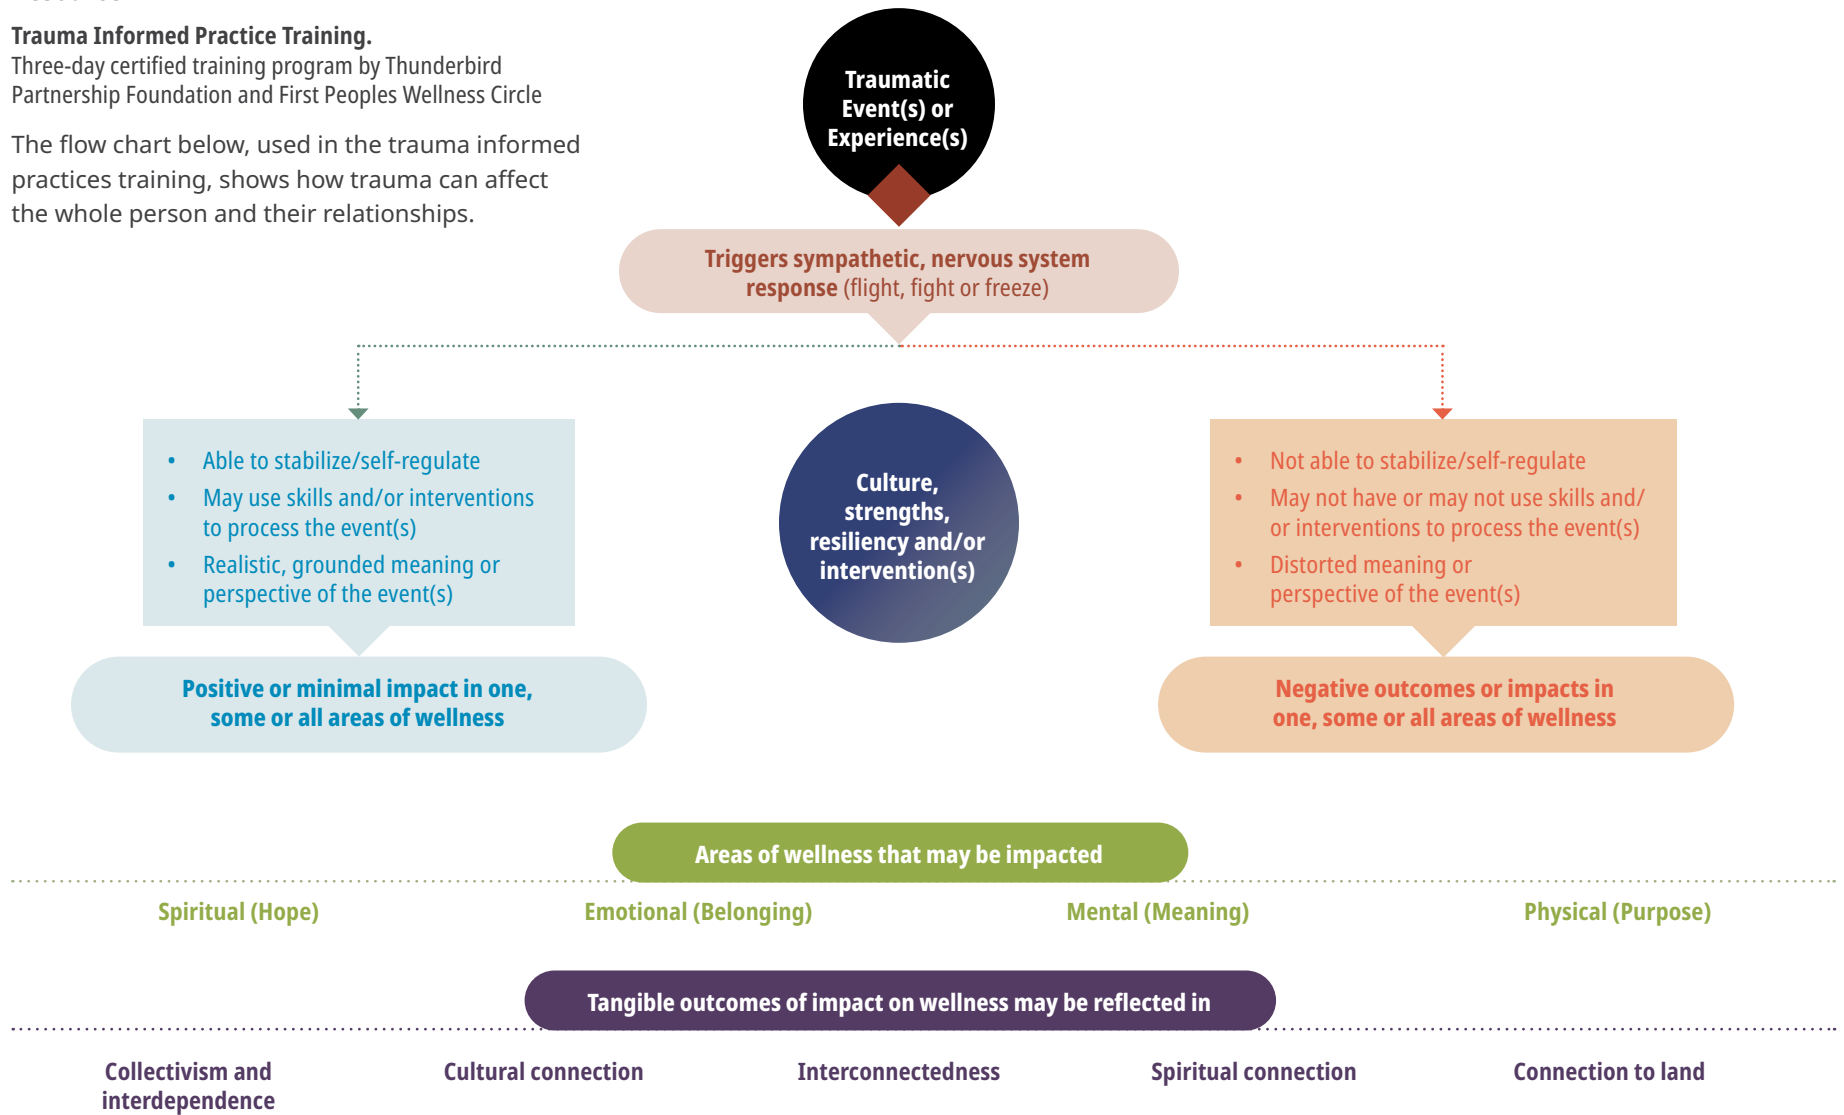 Trauma Informed Practice Training.
Three-day certified training program by Thunderbird
Partnership Foundation and First Peoples Wellness Circle
The flow chart below, used in the trauma informed
practices training, shows how trauma can affect
the whole person and their relationships.
Traumatic
Event(s) or
Experience(s)
Triggers sympathetic, nervous system
response (flight, fight or freeze)
• Able to stabilize/self-regulate
• May use skills and/or interventions
to process the event(s)
• Realistic, grounded meaning or
perspective of the event(s)
Positive or minimal impact in one,
some or all areas of wellness
Culture,
strengths,
resiliency and/or
intervention(s)
• Not able to stabilize/self-regulate
• May not have or may not use skills and/
or interventions to process the event(s)
• Distorted meaning or
perspective of the event(s)
Negative outcomes or impacts in
one, some or all areas of wellness
Areas of wellness that may be impacted
Spiritual (Hope)
Emotional (Belonging)
Mental (Meaning)
Physical (Purpose)
Tangible outcomes of impact on wellness may be reflected in
Collectivism and
interdependence
Cultural connection
Interconnectedness
Spiritual connection
Connection to land